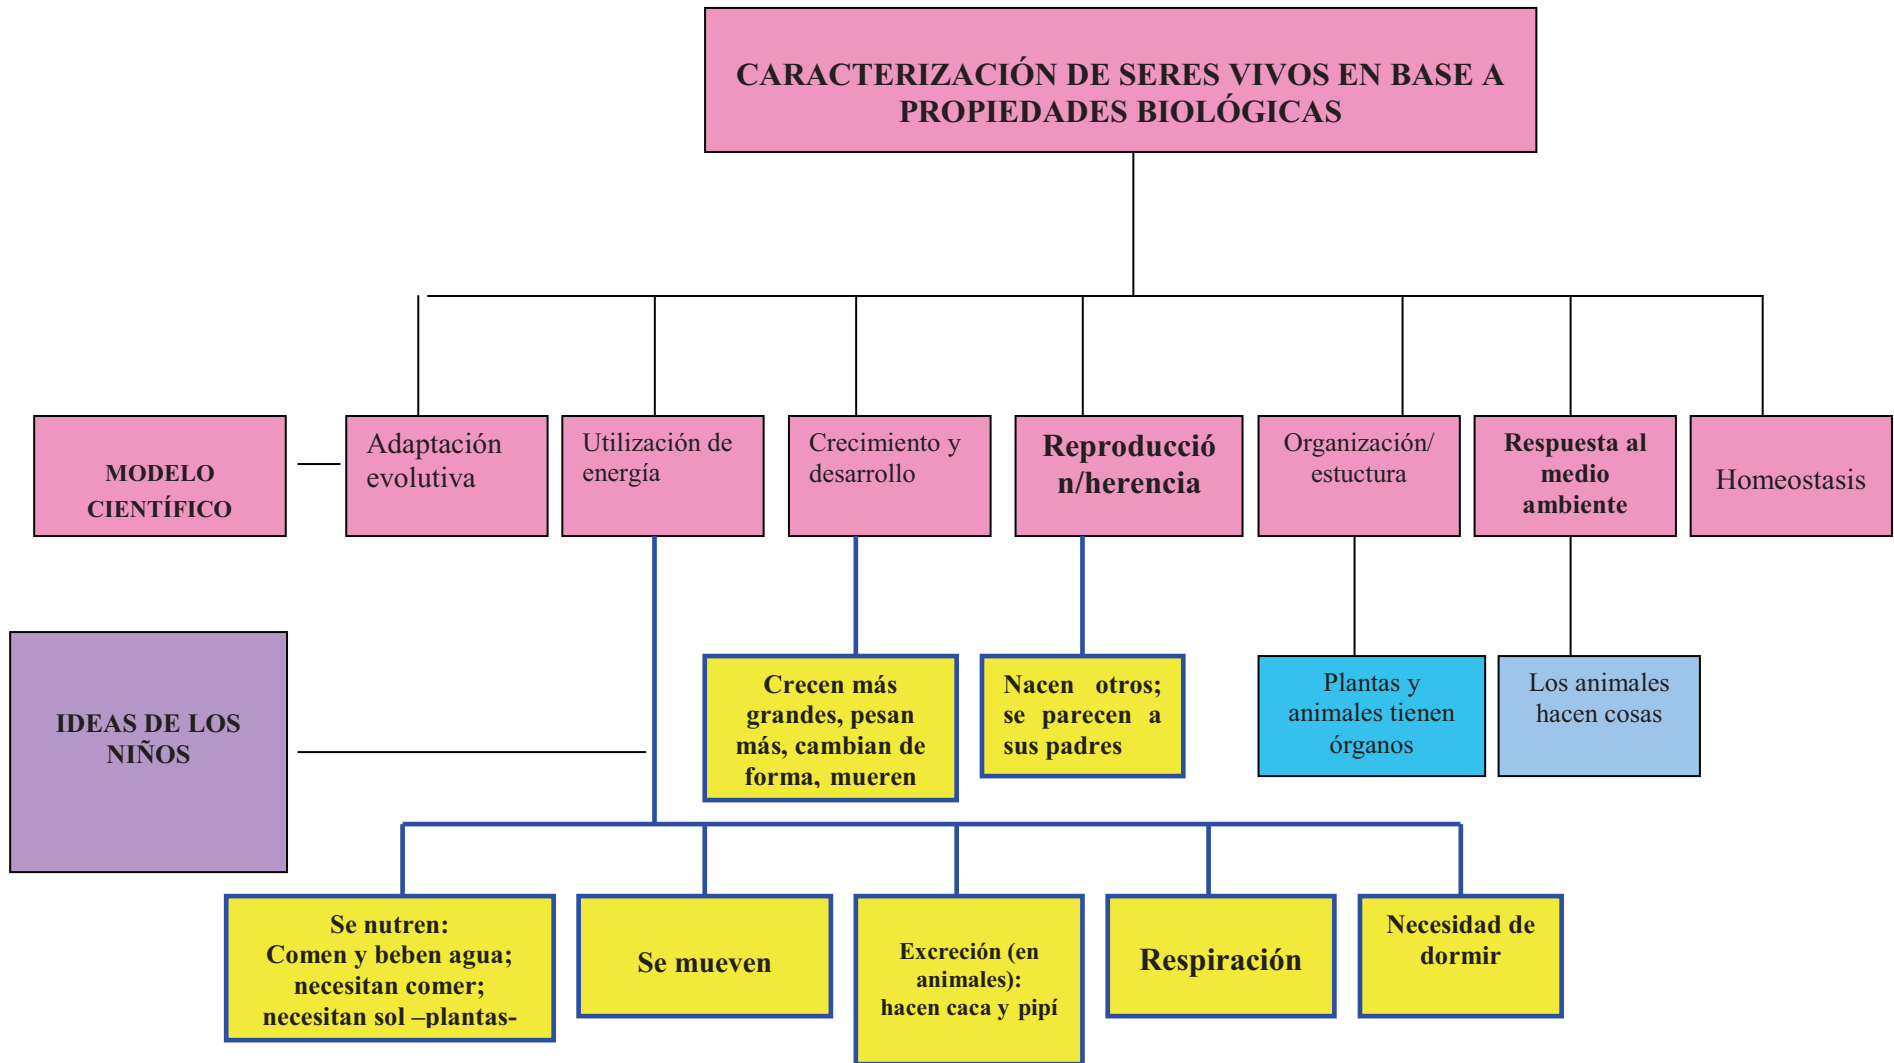 CARACTERIZACIÓN DE SERES VIVOS EN BASE A
PROPIEDADES BIOLÓGICAS
MODELO
CIENTÍFICO
Adaptación
evolutiva
Utilización de
energía
Crecimiento y
desarrollo
Reproducció
n/herencia
Organización/
estuctura
Respuesta al
medio
ambiente
Homeostasis
IDEAS DE LOS
NIÑOS
Crecen más
grandes, pesan
más, cambian de
forma, mueren
Nacen otros;
se parecen a
sus padres
Plantas y
animales tienen
órganos
Los animales
hacen cosas
Se nutren:
Comen y beben agua;
necesitan comer;
necesitan sol –plantas-
Se mueven
Excreción (en
animales):
hacen caca y pipí
Respiración
Necesidad de
dormir